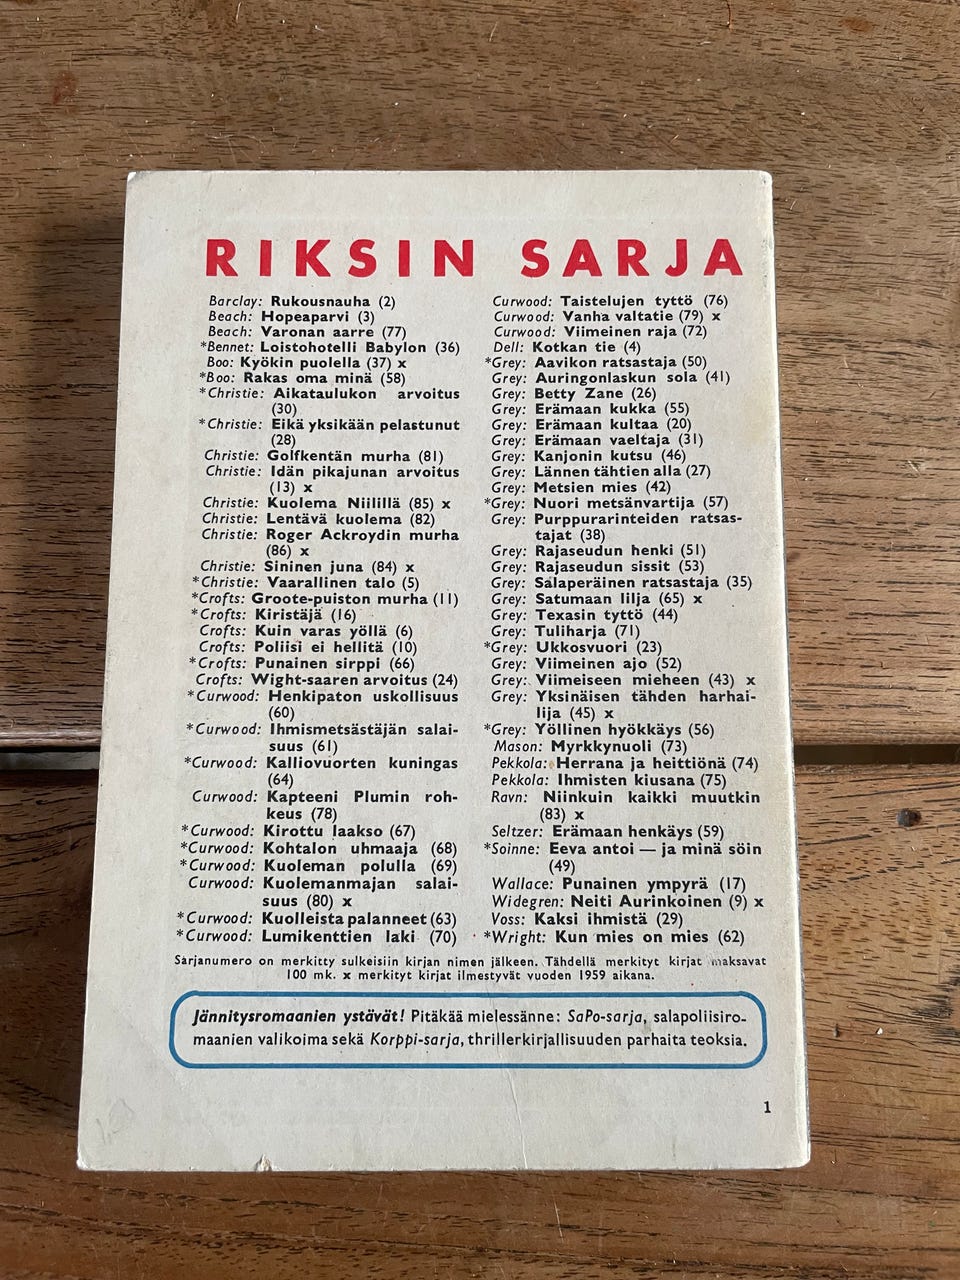 RIKSIN SARJA
Barclay: Rukousnauha (2)
Beach: Hopeaparvi (3)
Beach: Varonan aarre (77)
*Bennet: Loistohotelli Babylon (36)
Boo: Kyökin puolella (37) x
*Boo: Rakas oma minä (58)
*Christie: Aikataulukon arvoitus
(30)
*Christie: Eikä yksikään pelastunut
(28)
Christie: Golfkentän murha (81)
Christie: Idän pikajunan arvoitus
(13) x
Christie: Kuolema Niilillä (85) x
Christie: Lentävä kuolema (82)
Christie: Roger Ackroydin murha
(86) x
Christie: Sininen juna (84) x
*Christie: Vaarallinen talo (5)
*Crofts: Groote-puiston murha (11)
*Crofts: Kiristäjä (16)
Crofts: Kuin varas yöllä (6)
Crofts: Poliisi ei hellitä (10)
*Crofts: Punainen sirppi (66)
Crofts: Wight-saaren arvoitus (24)
*Curwood: Henkipaton uskollisuus
(60)
*Curwood: Ihmismetsästäjän salai-
suus (61)
*Curwood: Kalliovuorten kuningas
(64)
Curwood: Kapteeni Plumin roh-
keus (78)
*Curwood: Kirottu laakso (67)
*Curwood: Kohtalon uhmaaja (68)
*Curwood: Kuoleman polulla (69)
Curwood: Kuolemanmajan salai-
suus (80) x
*Curwood: Kuolleista palanneet (63)
*Curwood: Lumikenttien laki (70)
Curwood: Taistelujen tyttö (76)
Curwood: Vanha valtatie (79) x
Curwood: Viimeinen raja (72)
Dell: Kotkan tie (4)
*Grey: Aavikon ratsastaja (50)
Grey: Auringonlaskun sola (41)
Grey: Betty Zane (26)
Grey: Erämaan kukka (55)
Grey: Erämaan kultaa (20)
Grey: Erämaan vaeltaja (31)
Grey: Kanjonin kutsu (46)
Grey: Lännen tähtien alla (27)
Grey: Metsien mies (42)
*Grey: Nuori metsänvartija (57)
Grey: Purppurarinteiden ratsas-
tajat (38)
Grey: Rajaseudun henki (51)
Grey: Rajaseudun sissit (53)
Grey: Salaperäinen ratsastaja (35)
Grey: Satumaan lilja (65) x
Grey: Texasin tyttö (44)
Grey: Tuliharja (71)
*Grey: Ukkosvuori (23)
Grey: Viimeinen ajo (52)
Grey: Viimeiseen mieheen (43) x
Grey: Yksinäisen tähden harhai-
lija (45) x
*Grey: Yöllinen hyökkäys (56)
Mason: Myrkkynuoli (73)
Pekkola: Herrana ja heittiönä (74)
Pekkola: Ihmisten kiusana (75)
Ravn: Niinkuin kaikki muutkin
(83) x
Seltzer: Erämaan henkäys (59)
*Soinne: Eeva antoi — ja minä söin
(49)
Wallace: Punainen ympyrä (17)
Widegren: Neiti Aurinkoinen (9) x
Voss: Kaksi ihmistä (29)
*Wright: Kun mies on mies (62)
Sarjanumero on merkitty sulkeisiin kirjan nimen jälkeen. Tähdellä merkityt kirjat maksavat
100 mk. x merkityt kirjat ilmestyvät vuoden 1959 aikana.
Jännitysromaanien ystävät! Pitäkää mielessänne: SaPo-sarja, salapoliisiro-
maanien valikoima sekä Korppi-sarja, thrillerkirjallisuuden parhaita teoksia.
1